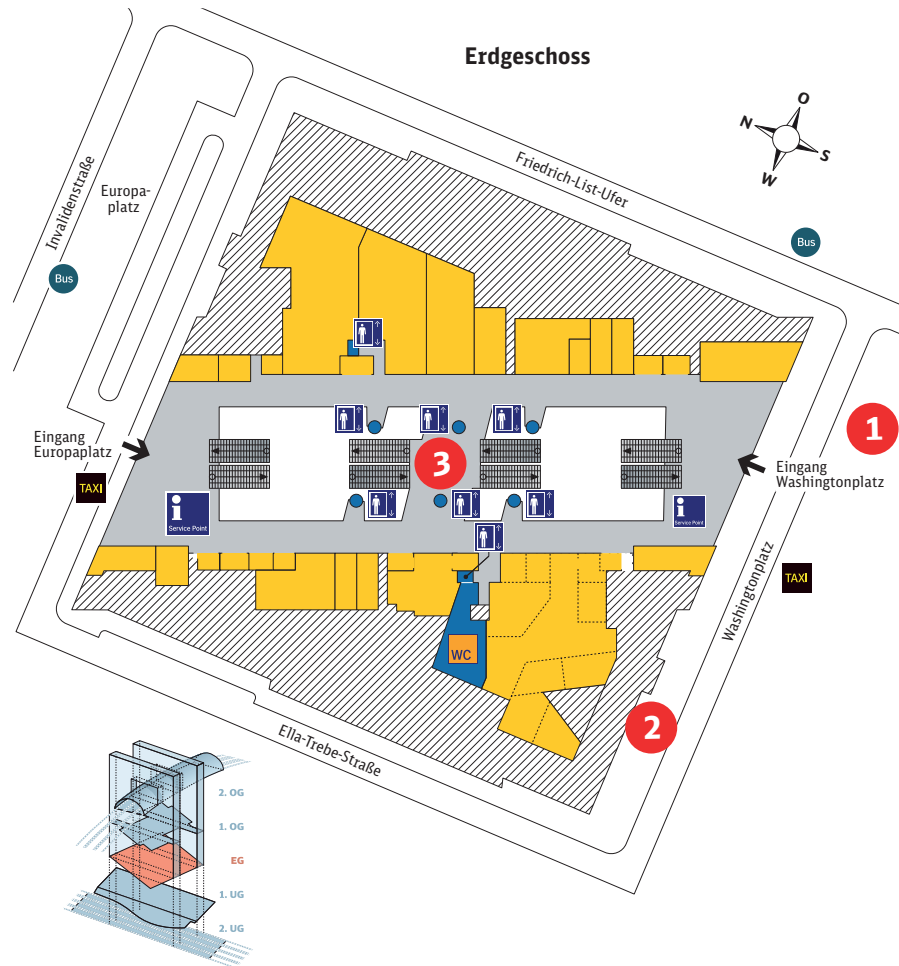 Erdgeschoss
O
N
S
W
Friedrich-List-Ufer
Invalidenstraße
Europa-
platz
Bus
Bus
1
Eingang
Europaplatz
3
Eingang
Washingtonplatz
TAXI
i
Service Point
i
Service Point
TAXI
Washingtonplatz
WC
2
Ella-Trebe-Straße
2. OG
1. OG
EG
1. UG
2. UG